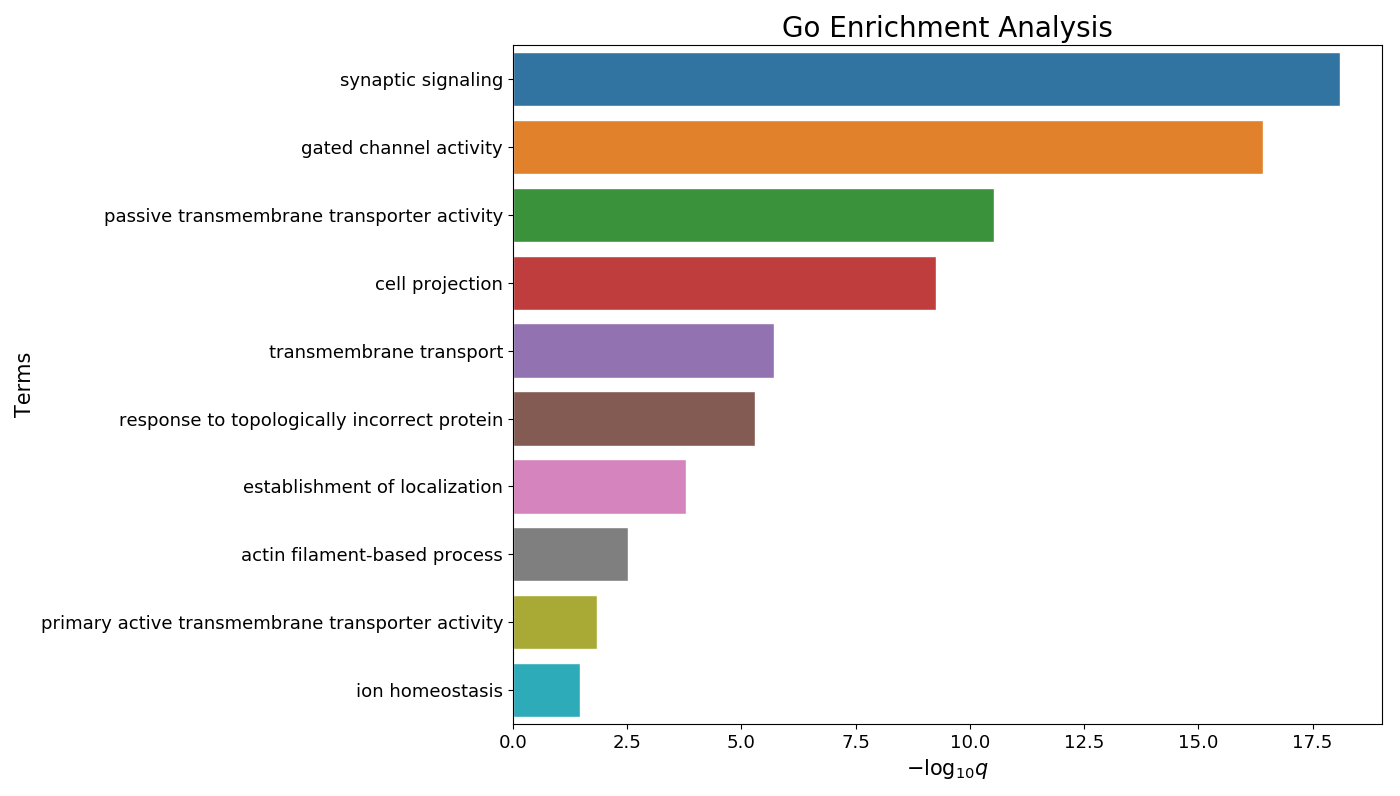 Go Enrichment Analysis
synaptic signaling
gated channel activity
passive transmembrane transporter activity
cell projection
transmembrane transport
response to topologically incorrect protein
establishment of localization
actin filament-based process
primary active transmembrane transporter activity
ion homeostasis
Terms
0.0 2.5 5.0 7.5 10.0 12.5 15.0 17.5
−log₁₀q